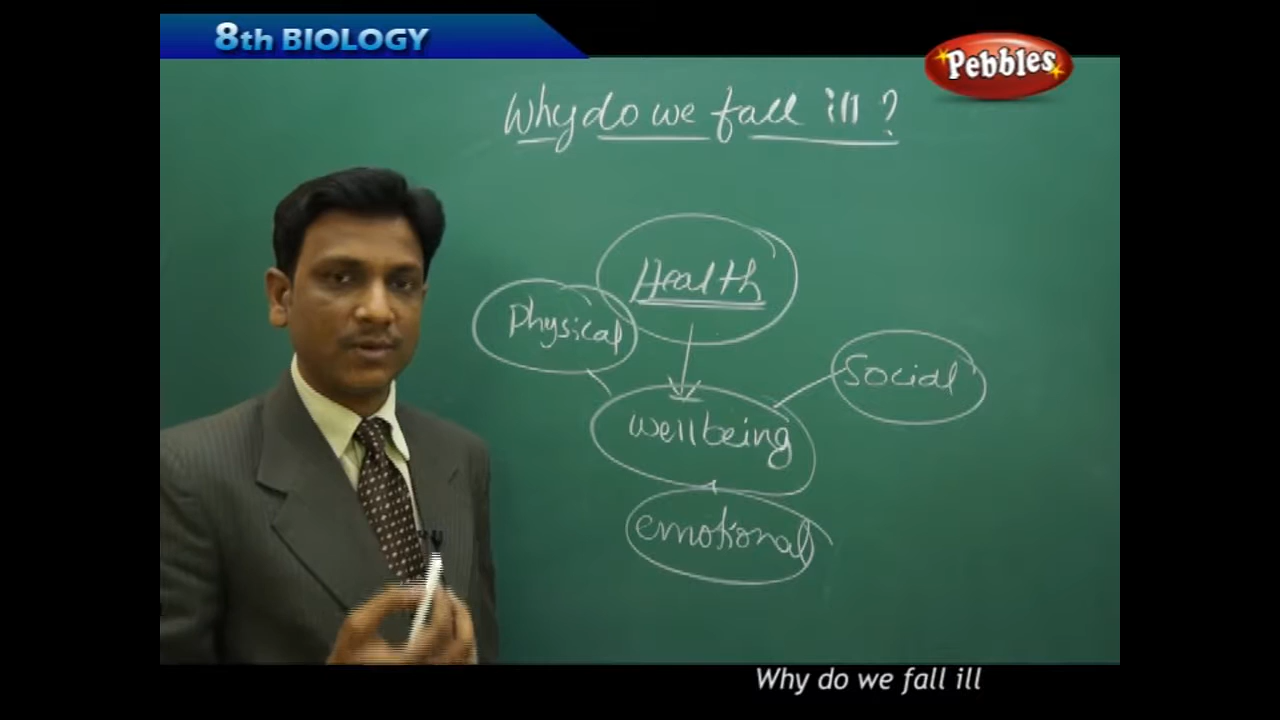 8th BIOLOGY
Pebbles
Why do we fall ill?
Health
Physical
Social
wellbeing
emotional
Why do we fall ill